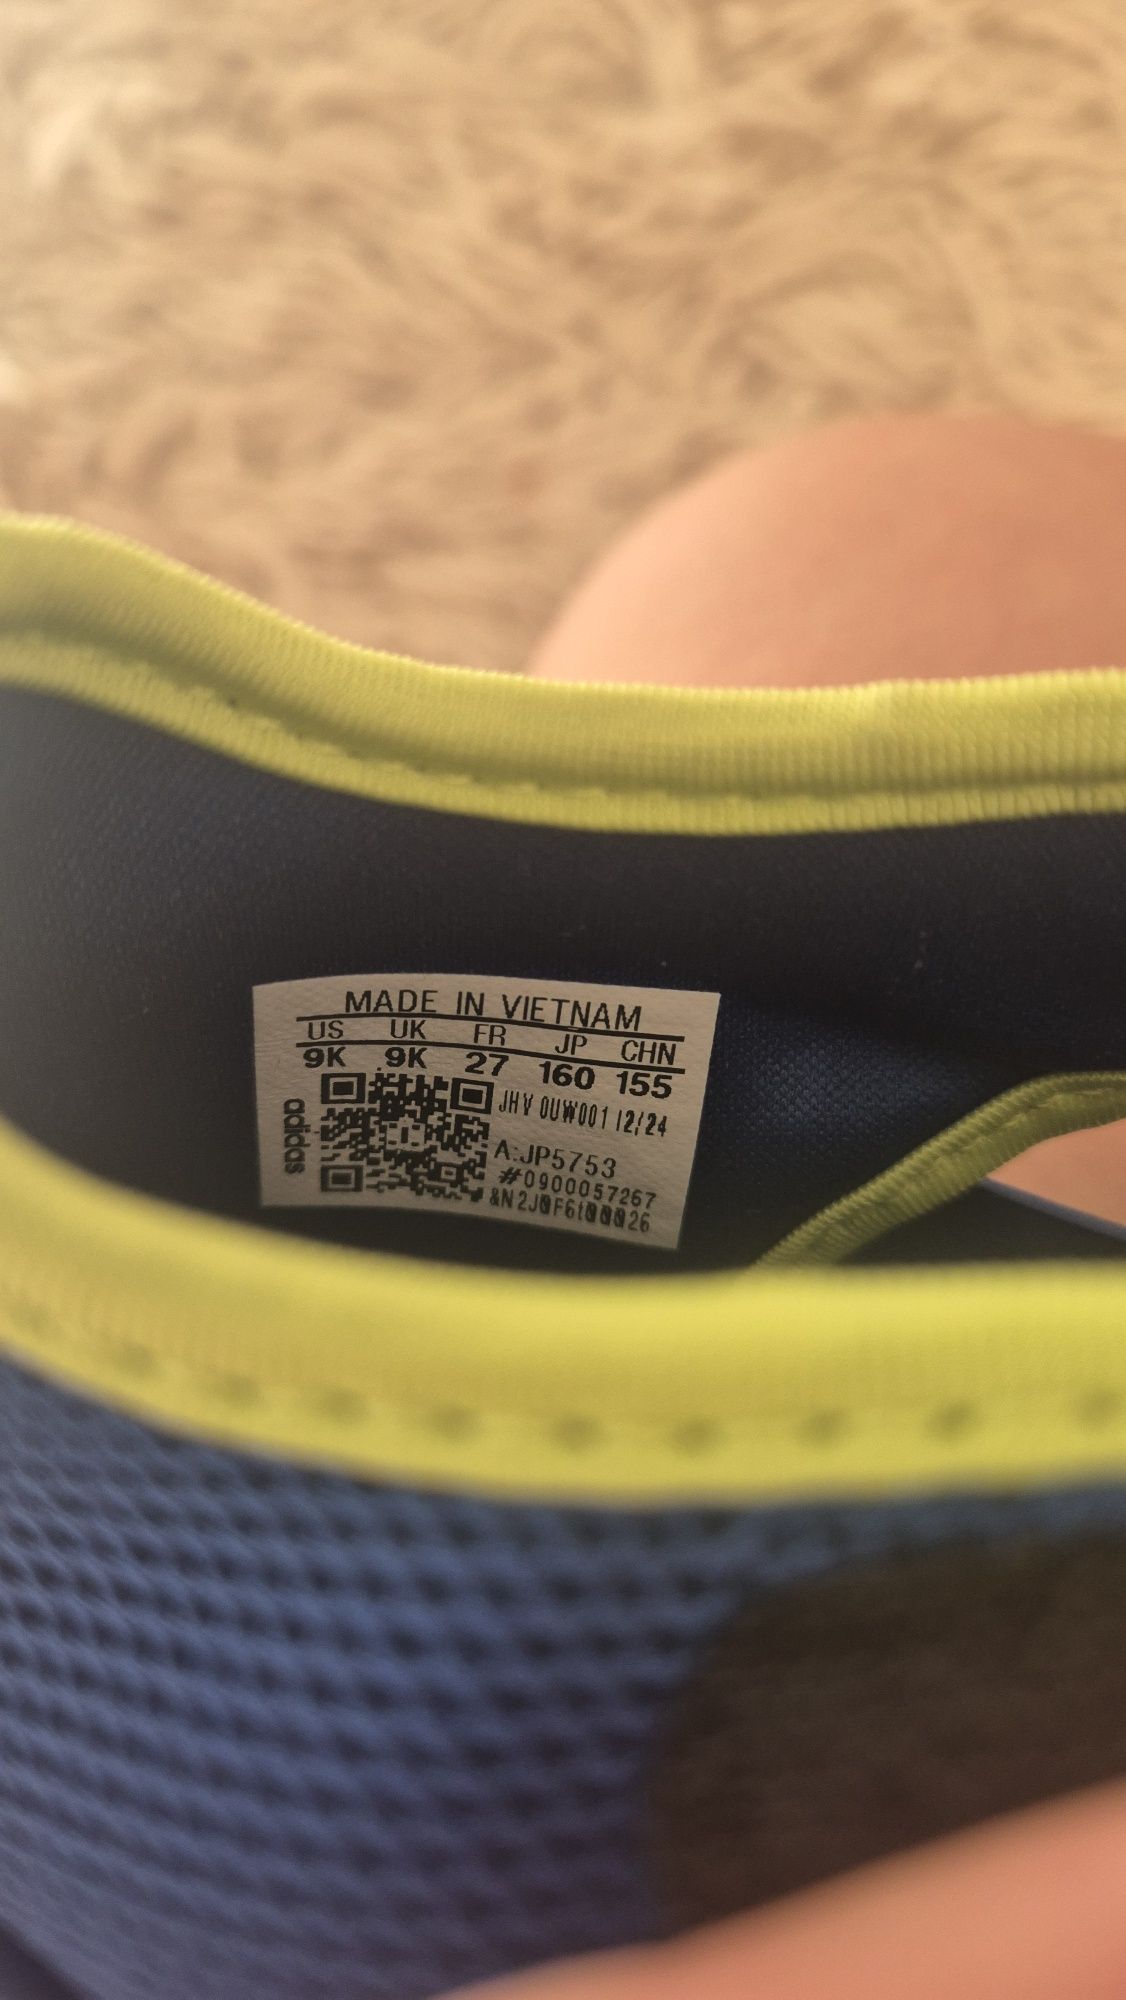 MADE IN VIETNAM
US UK FR JP CHN
9K 9K 27 160 155
adidas
JHV 0UW001 12/24
A:JP5753
#0900057267